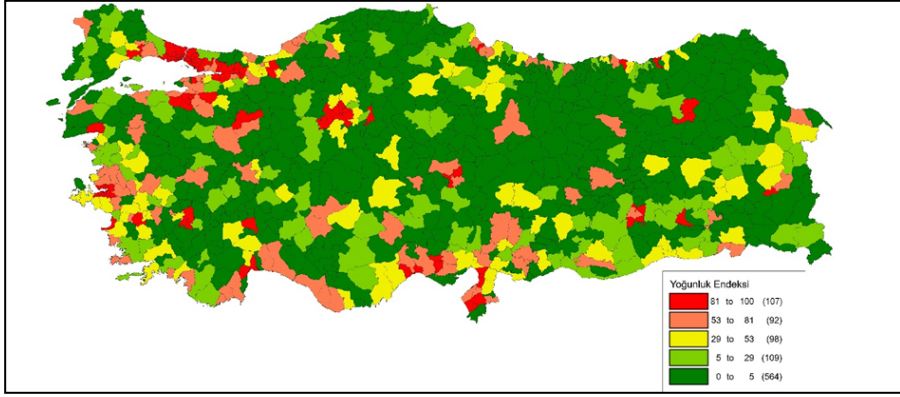 Yoğunluk Endeksi
81 to 100 (107)
53 to 81 (92)
29 to 53 (98)
5 to 29 (109)
0 to 5 (564)